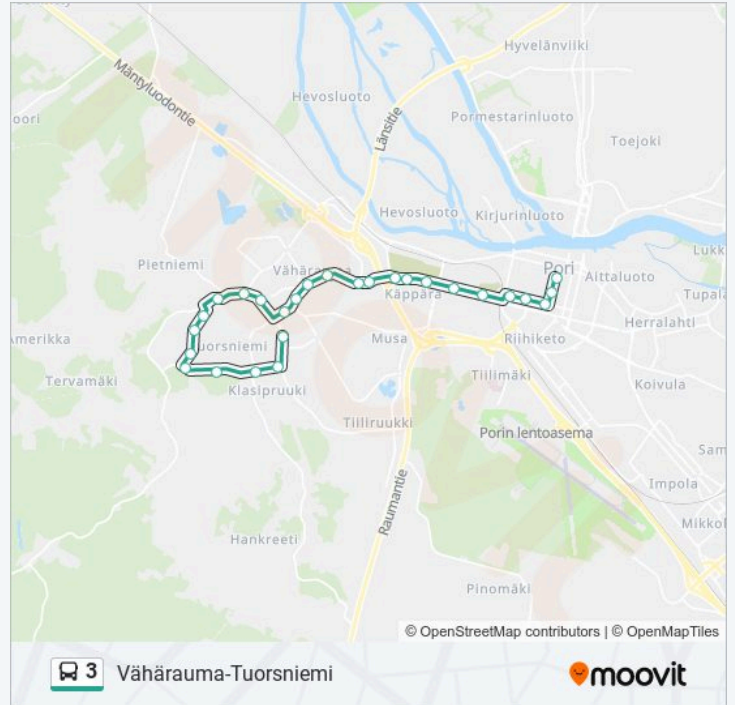 Hyvelänviiki
Mäntyluodontie
Hevosluoto
Länsitie
Pormestarinluoto
oori
Toejoki
Hevosluoto
Kirjurinluoto
Lukk
Pietniemi
Pori
Aittaluoto
Käppärä
Tupala
Herralahti
merikka
uorsniemi
Musa
Riihiketo
Tervamäki
Klasipruuki
Tiilimäki
Koivula
Tiiliruukki
Porin lentoasema
Sam
Impola
Raumantie
Mikkol
Hankreeti
Pinomäki
© OpenStreetMap contributors | © OpenMapTiles
3 Vähärauma-Tuorsniemi
moovit